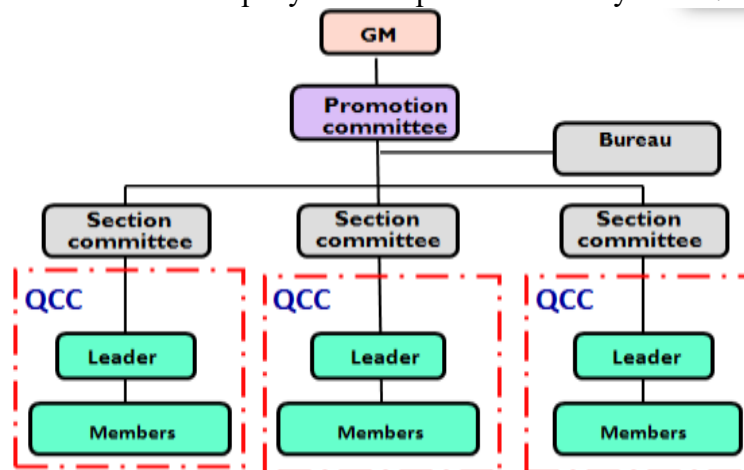 GM
Promotion
committee
Bureau
Section
committee
Section
committee
Section
committee
QCC
QCC
QCC
Leader
Leader
Leader
Members
Members
Members